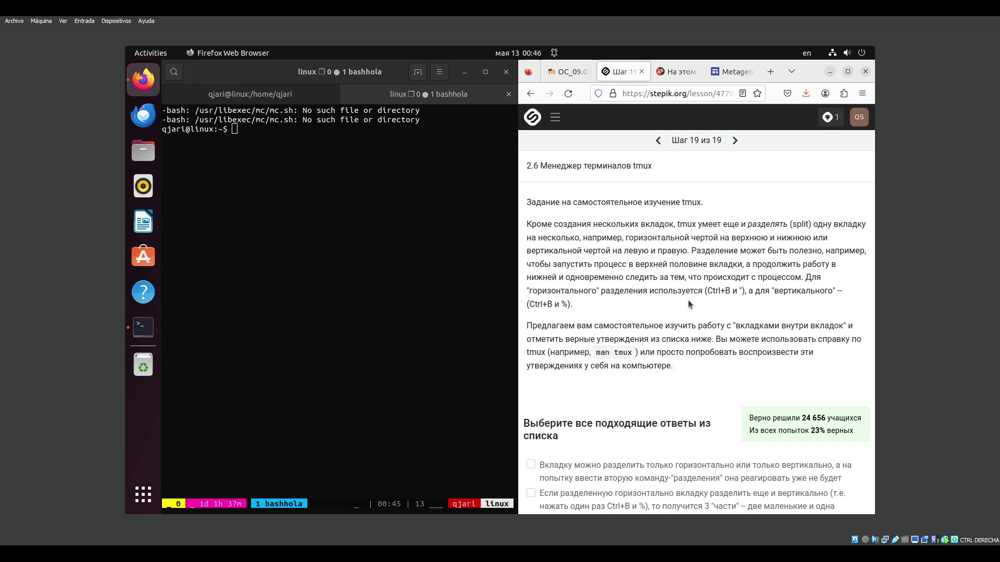 Archivo Máquina Ver Entrada Dispositivos Ayuda
Activities Firefox Web Browser мая 13 00:46 en
linux ❐ 0 ● 1 bashhola
qjari@linux:/home/qjari linux ❐ 0 ● 1 bashhola
-bash: /usr/libexec/mc/mc.sh: No such file or directory
-bash: /usr/libexec/mc/mc.sh: No such file or directory
qjari@linux:~$
_ 0 _ 1d 1h 37m 1 bashhola _ | 00:45 | 13 ___ qjari linux
ОС_09.03 Шаг 19 На этом Metagen
https://stepik.org/lesson/4770
1 QS
Шаг 19 из 19
2.6 Менеджер терминалов tmux
Задание на самостоятельное изучение tmux.
Кроме создания нескольких вкладок, tmux умеет еще и разделять (split) одну вкладку
на несколько, например, горизонтальной чертой на верхнюю и нижнюю или
вертикальной чертой на левую и правую. Разделение может быть полезно, например,
чтобы запустить процесс в верхней половине вкладки, а продолжить работу в
нижней и одновременно следить за тем, что происходит с процессом. Для
"горизонтального" разделения используется (Ctrl+B и "), а для "вертикального" --
(Ctrl+B и %).
Предлагаем вам самостоятельное изучить работу с "вкладками внутри вкладок" и
отметить верные утверждения из списка ниже. Вы можете использовать справку по
tmux (например, man tmux) или просто попробовать воспроизвести эти
утверждениях у себя на компьютере.
Выберите все подходящие ответы из
списка
Верно решили 24 656 учащихся
Из всех попыток 23% верных
Вкладку можно разделить только горизонтально или только вертикально, а на
попытку ввести вторую команду-"разделения" она реагировать уже не будет
Если разделенную горизонтально вкладку разделить еще и вертикально (т.е.
нажать один раз Ctrl+B и %), то получится 3 "части" -- две маленькие и одна
CTRL DERECHA